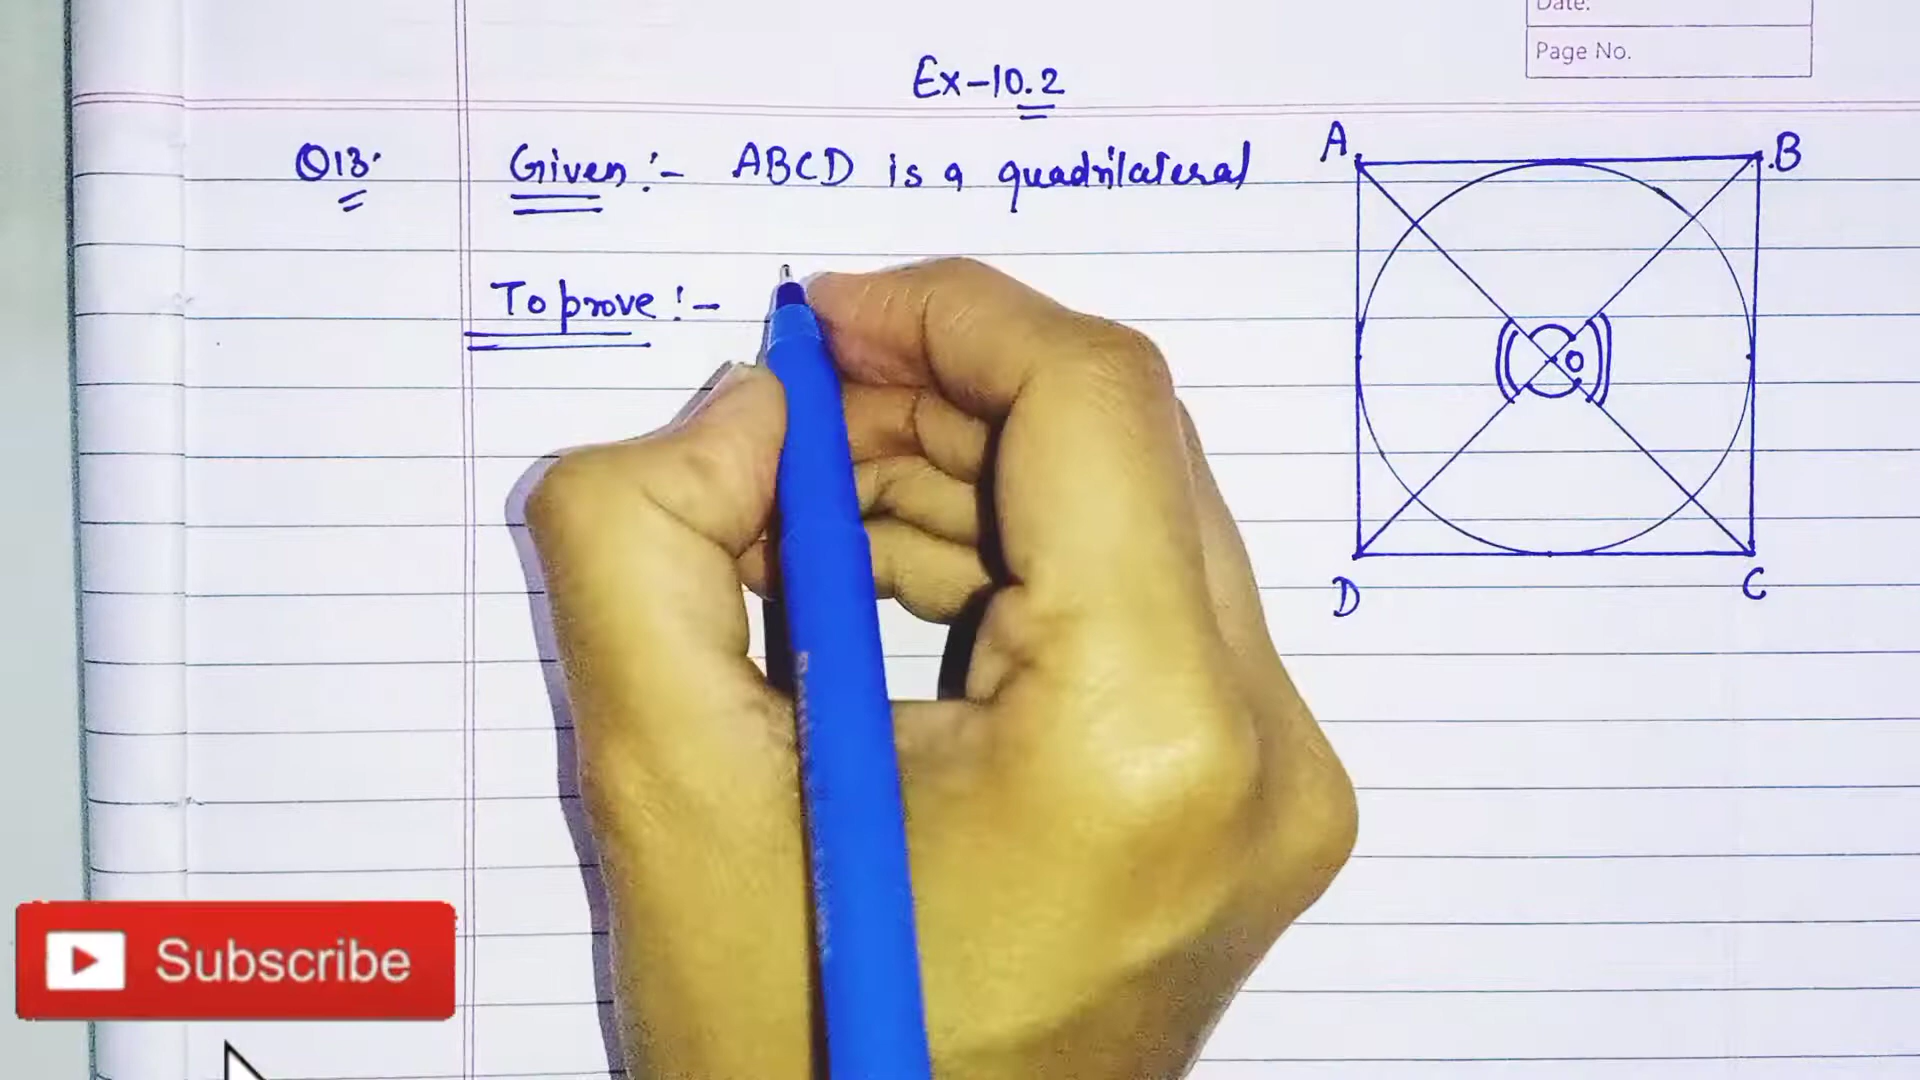 Date:
Page No.
Ex-10.2
Q13.
Given :- ABCD is a quadrilateral
To prove :-
A
B
O
D
C
Subscribe